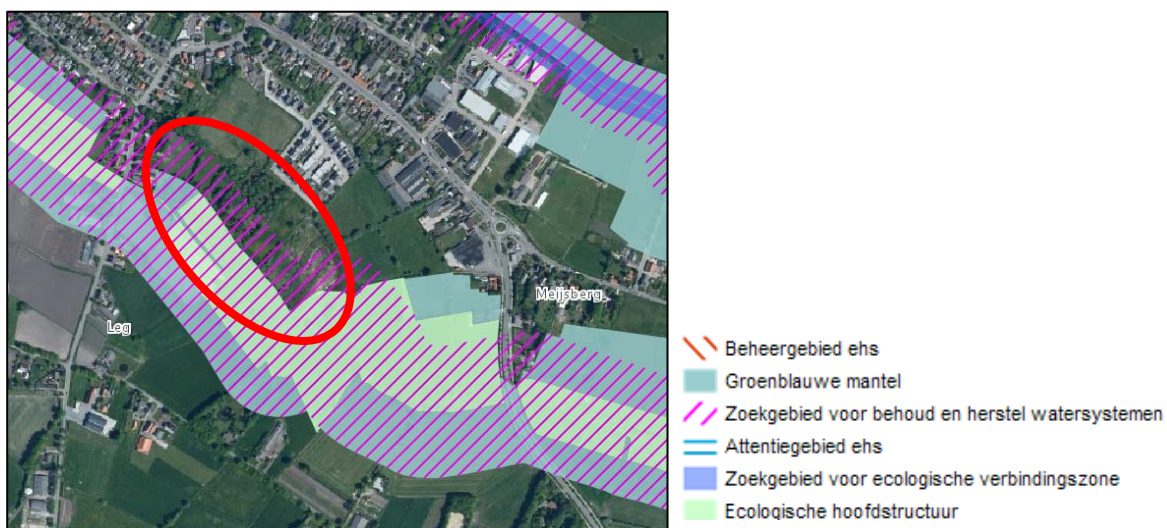 Meijsberg
Leg
Beheergebied ehs
Groenblauwe mantel
Zoekgebied voor behoud en herstel watersystemen
Attentiegebied ehs
Zoekgebied voor ecologische verbindingszone
Ecologische hoofdstructuur